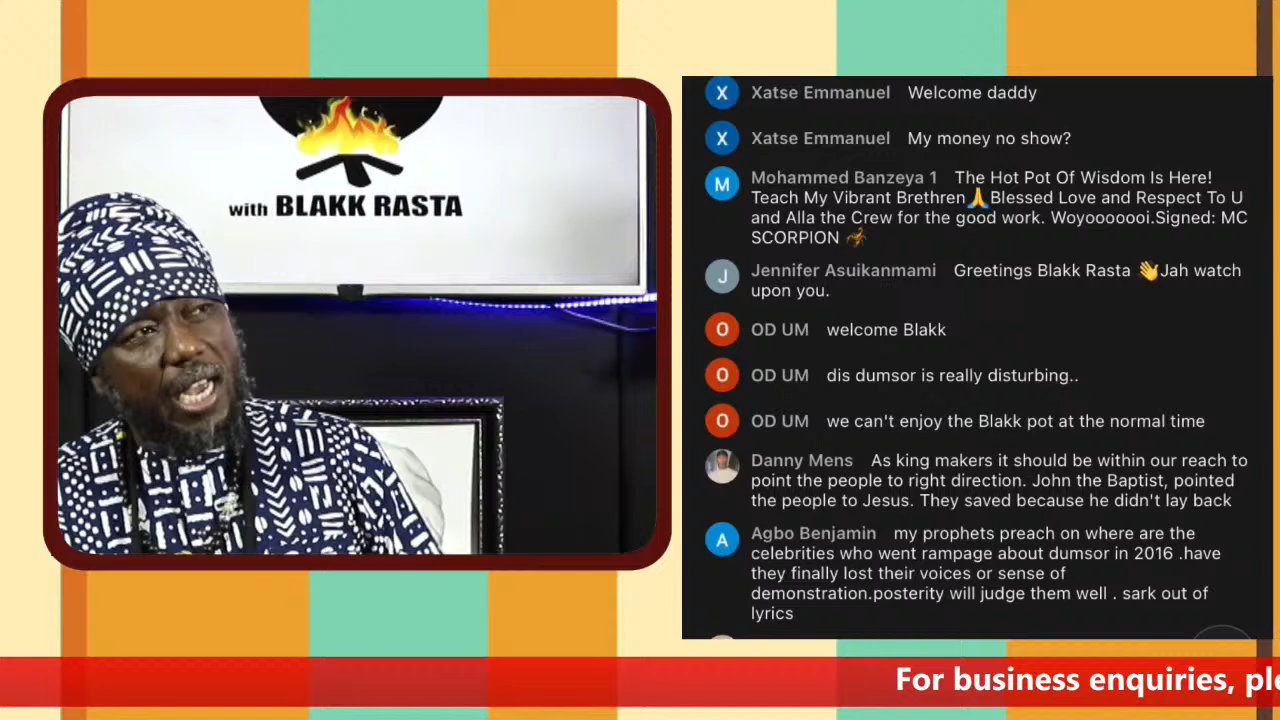 with BLAKK RASTA
X Xatse Emmanuel Welcome daddy
X Xatse Emmanuel My money no show?
M Mohammed Banzeya 1 The Hot Pot Of Wisdom Is Here!
Teach My Vibrant Brethren🙏Blessed Love and Respect To U
and Alla the Crew for the good work. Woyooooooi.Signed: MC
SCORPION 🦂
J Jennifer Asuikanmami Greetings Blakk Rasta 👋Jah watch
upon you.
O OD UM welcome Blakk
O OD UM dis dumsor is really disturbing..
O OD UM we can't enjoy the Blakk pot at the normal time
Danny Mens As king makers it should be within our reach to
point the people to right direction. John the Baptist, pointed
the people to Jesus. They saved because he didn't lay back
A Agbo Benjamin my prophets preach on where are the
celebrities who went rampage about dumsor in 2016 .have
they finally lost their voices or sense of
demonstration.posterity will judge them well . sark out of
lyrics
For business enquiries,